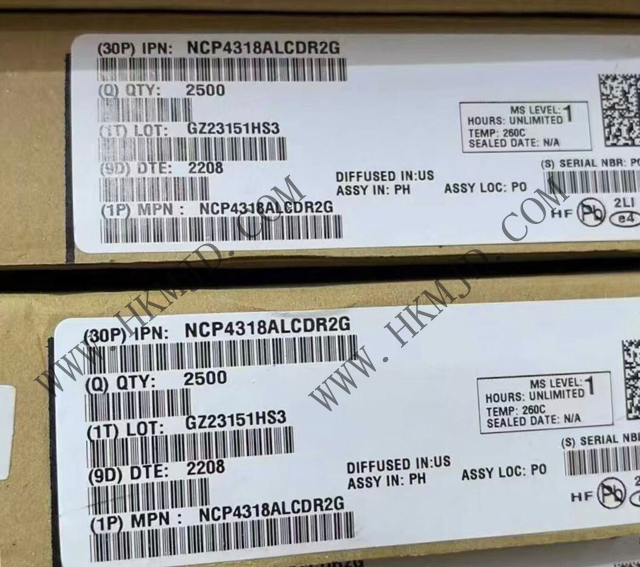 (30P) IPN: NCP4318ALCDR2G
(Q) QTY: 2500
(1T) LOT: GZ23151HS3
(9D) DTE: 2208
(1P) MPN: NCP4318ALCDR2G
MS LEVEL: 1
HOURS: UNLIMITED
TEMP: 260C
SEALED DATE: N/A
DIFFUSED IN:US
ASSY IN: PH
ASSY LOC: PO
(S) SERIAL NBR: PO
HF Pb 2LI
e4
WWW.HKMJD.COM
WWW.HKMJD.COM
(30P) IPN: NCP4318ALCDR2G
(Q) QTY: 2500
(1T) LOT: GZ23151HS3
(9D) DTE: 2208
(1P) MPN : NCP4318ALCDR2G
MS LEVEL: 1
HOURS: UNLIMITED
TEMP: 260C
SEALED DATE: N/A
DIFFUSED IN:US
ASSY IN: PH
ASSY LOC: PO
(S) SERIAL NB
HF Pb 2